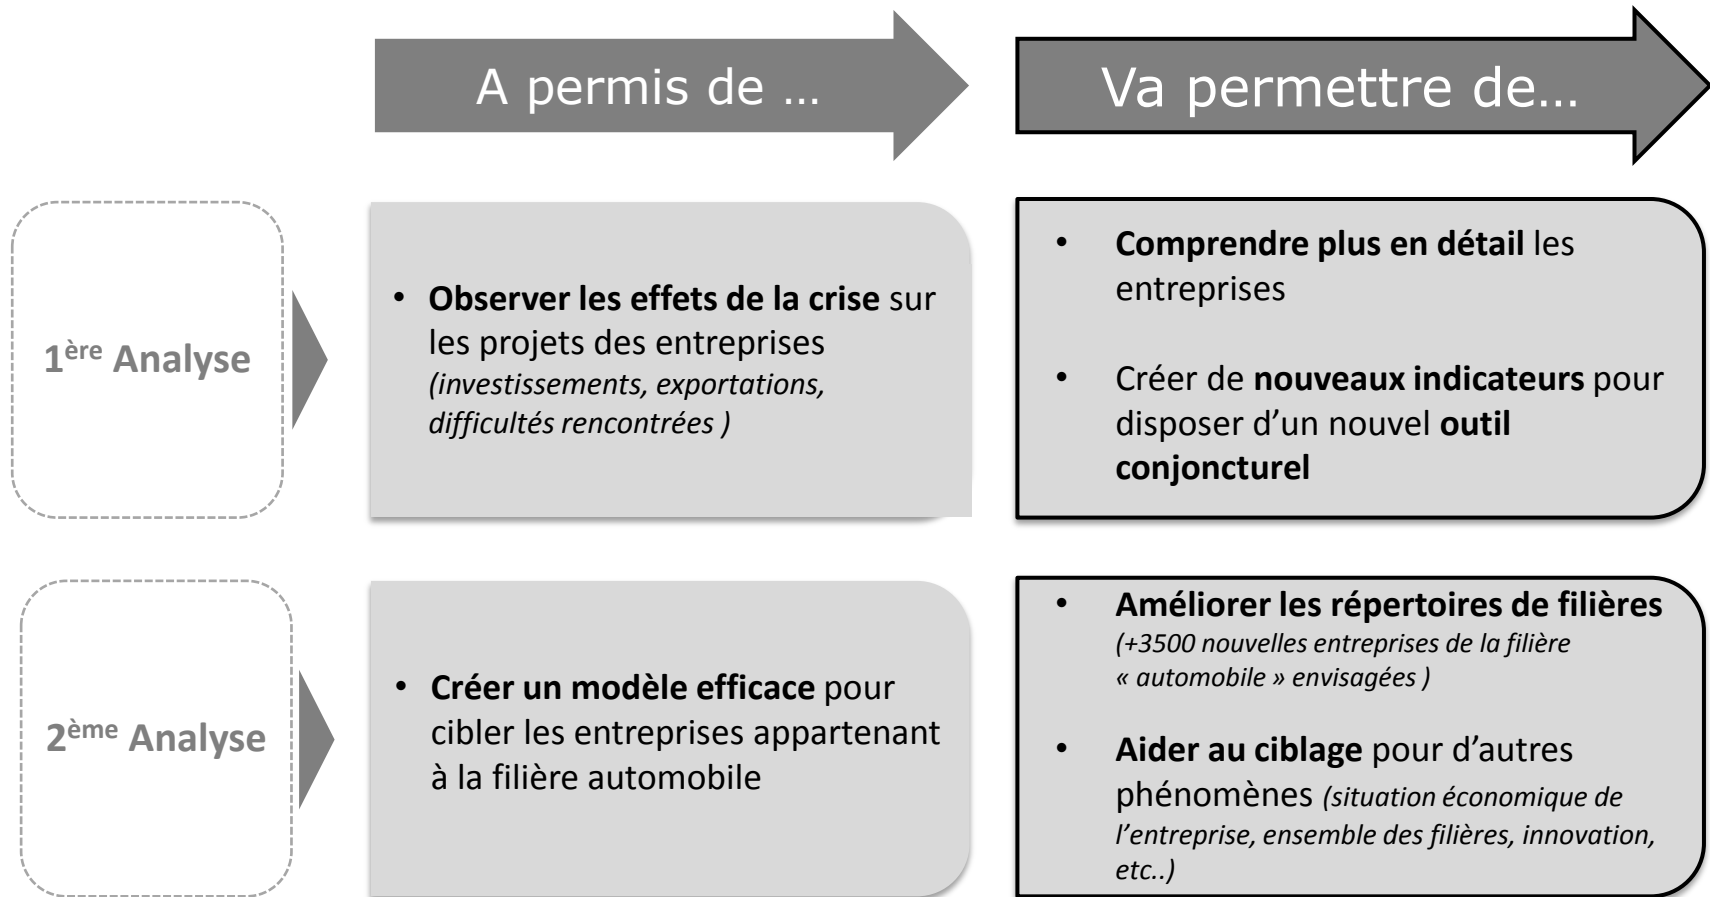 A permis de …
Va permettre de…
1ère Analyse
• Observer les effets de la crise sur
les projets des entreprises
(investissements, exportations,
difficultés rencontrées )
• Comprendre plus en détail les
entreprises
• Créer de nouveaux indicateurs pour
disposer d’un nouvel outil
conjoncturel
2ème Analyse
• Créer un modèle efficace pour
cibler les entreprises appartenant
à la filière automobile
• Améliorer les répertoires de filières
(+3500 nouvelles entreprises de la filière
« automobile » envisagées )
• Aider au ciblage pour d’autres
phénomènes (situation économique de
l’entreprise, ensemble des filières, innovation,
etc..)